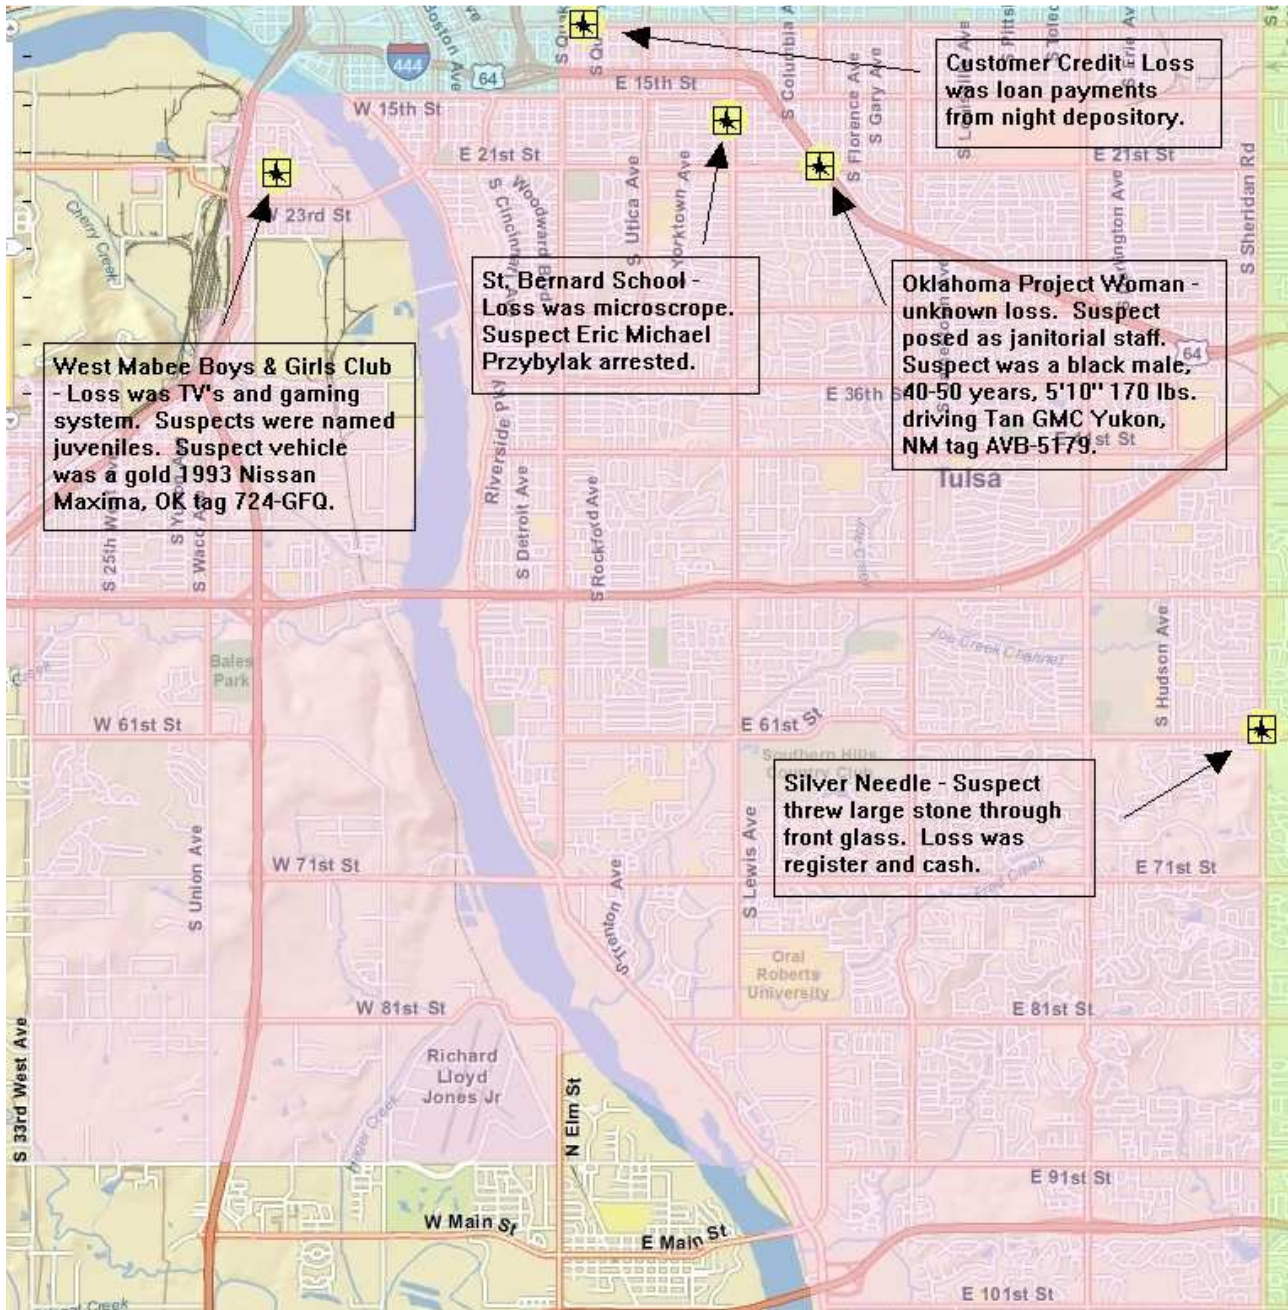 444
64
E 15th St
W 15th St
E 21st St
E 21st St
W 23rd St
Cherry Creek
Boston Ave
S Columbia A
S Florence Ave
S Gary Ave
S Utica Ave
S Sheridan Rd
Customer Credit - Loss
was loan payments
from night depository.
St. Bernard School -
Loss was microscrope.
Suspect Eric Michael
Przybylak arrested.
Oklahoma Project Woman -
unknown loss. Suspect
posed as janitorial staff.
Suspect was a black male,
40-50 years, 5'10" 170 lbs.
driving Tan GMC Yukon,
NM tag AVB-5179.
64
West Mabee Boys & Girls Club
- Loss was TV's and gaming
system. Suspects were named
juveniles. Suspect vehicle
was a gold 1993 Nissan
Maxima, OK tag 724-GFQ.
E 36th S
Tulsa
Riverside Pky
S Detroit Ave
S Rockford Ave
Joe Creek Channel
Bales
Park
S Hudson Ave
W 61st St
E 61st St
Southern Hills
Silver Needle - Suspect
threw large stone through
front glass. Loss was
register and cash.
S Union Ave
S Lewis Ave
W 71st St
E 71st St
S Trenton Ave
Oral
Roberts
University
W 81st St
E 81st St
S 33rd West Ave
Richard
Lloyd
Jones Jr
N Elm St
E 91st St
W Main St
E Main St
E 101st St